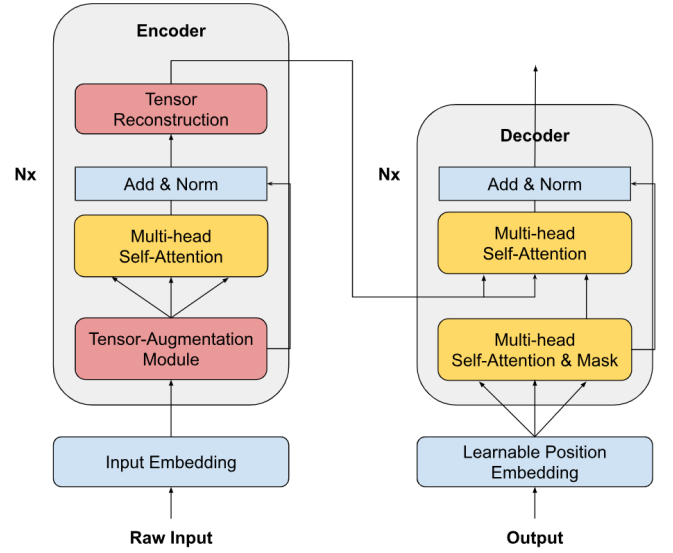 Encoder
Tensor
Reconstruction
Nx
Add & Norm
Multi-head
Self-Attention
Tensor-Augmentation
Module
Input Embedding
Raw Input
Decoder
Nx
Add & Norm
Multi-head
Self-Attention
Multi-head
Self-Attention & Mask
Learnable Position
Embedding
Output